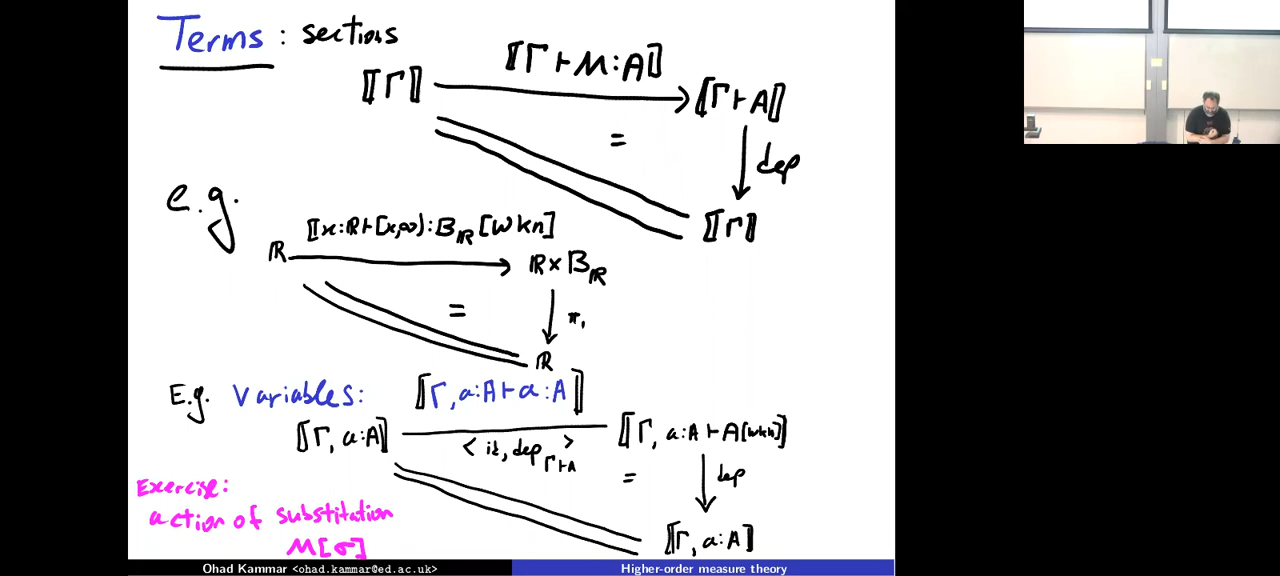 Terms: sections
⟦Γ⊢M:A⟧
⟦Γ⟧ ⟦Γ⊢A⟧
=
dep
⟦Γ⟧
e.g.
⟦x:ℝ⊢[x,∞):B_ℝ[wkn]⟧
ℝ ℝ×B_ℝ
= π₁
ℝ
E.g. Variables: ⟦Γ,a:A⊢a:A⟧
⟦Γ,a:A⟧ ⟦Γ,a:A⊢A[wkn]⟧
<id, dep_Γ⊢A>
= dep
⟦Γ,a:A⟧
Exercise:
action of substitution
M[σ]
Ohad Kammar <ohad.kammar@ed.ac.uk> Higher-order measure theory